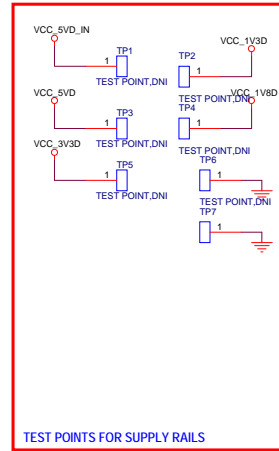 VCC_5VD_IN
VCC_1V3D
TP1
1
TP2
1
TEST POINT,DNI
TEST POINT,DNI
VCC_5VD
VCC_1V8D
TP3
1
TP4
1
TEST POINT,DNI
VCC_3V3D
TEST POINT,DNI
TP5
1
TP6
1
TEST POINT,DNI
TEST POINT,DNI
TP7
1
TEST POINTS FOR SUPPLY RAILS